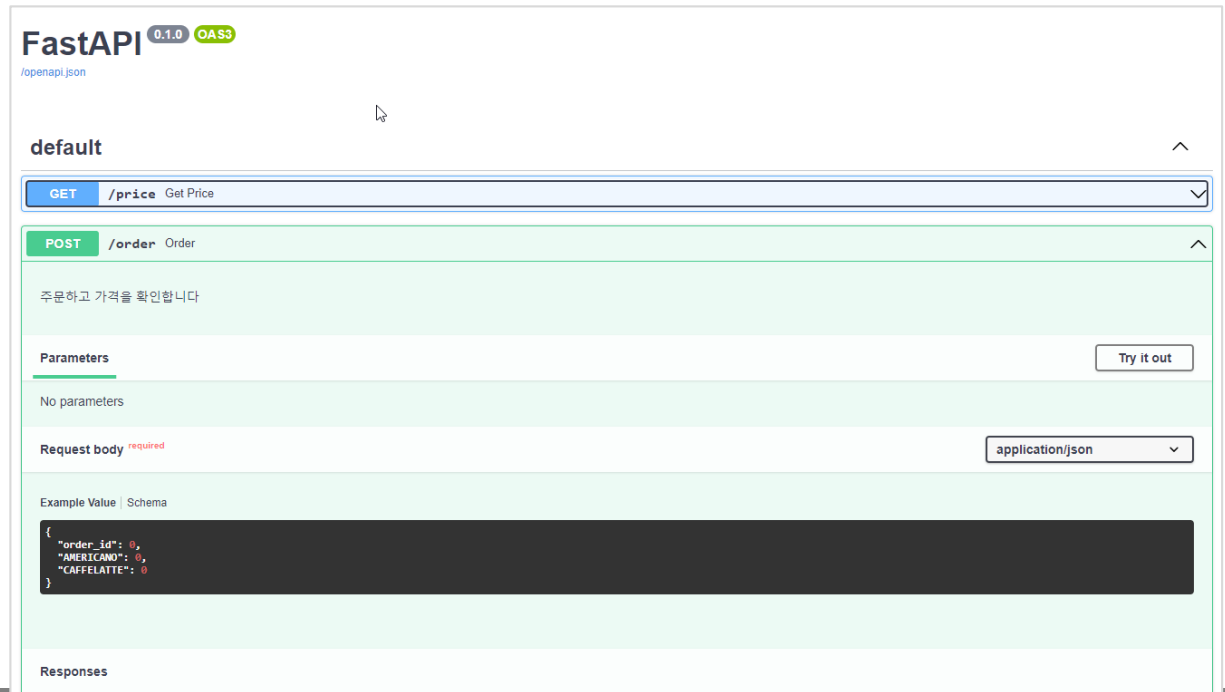 FastAPI 0.1.0 OAS3
/openapi.json
default
GET /price Get Price
POST /order Order
주문하고 가격을 확인합니다
Parameters Try it out
No parameters
Request body required application/json
Example Value Schema
{
"order_id": 0,
"AMERICANO": 0,
"CAFFELATTE": 0
}
Responses